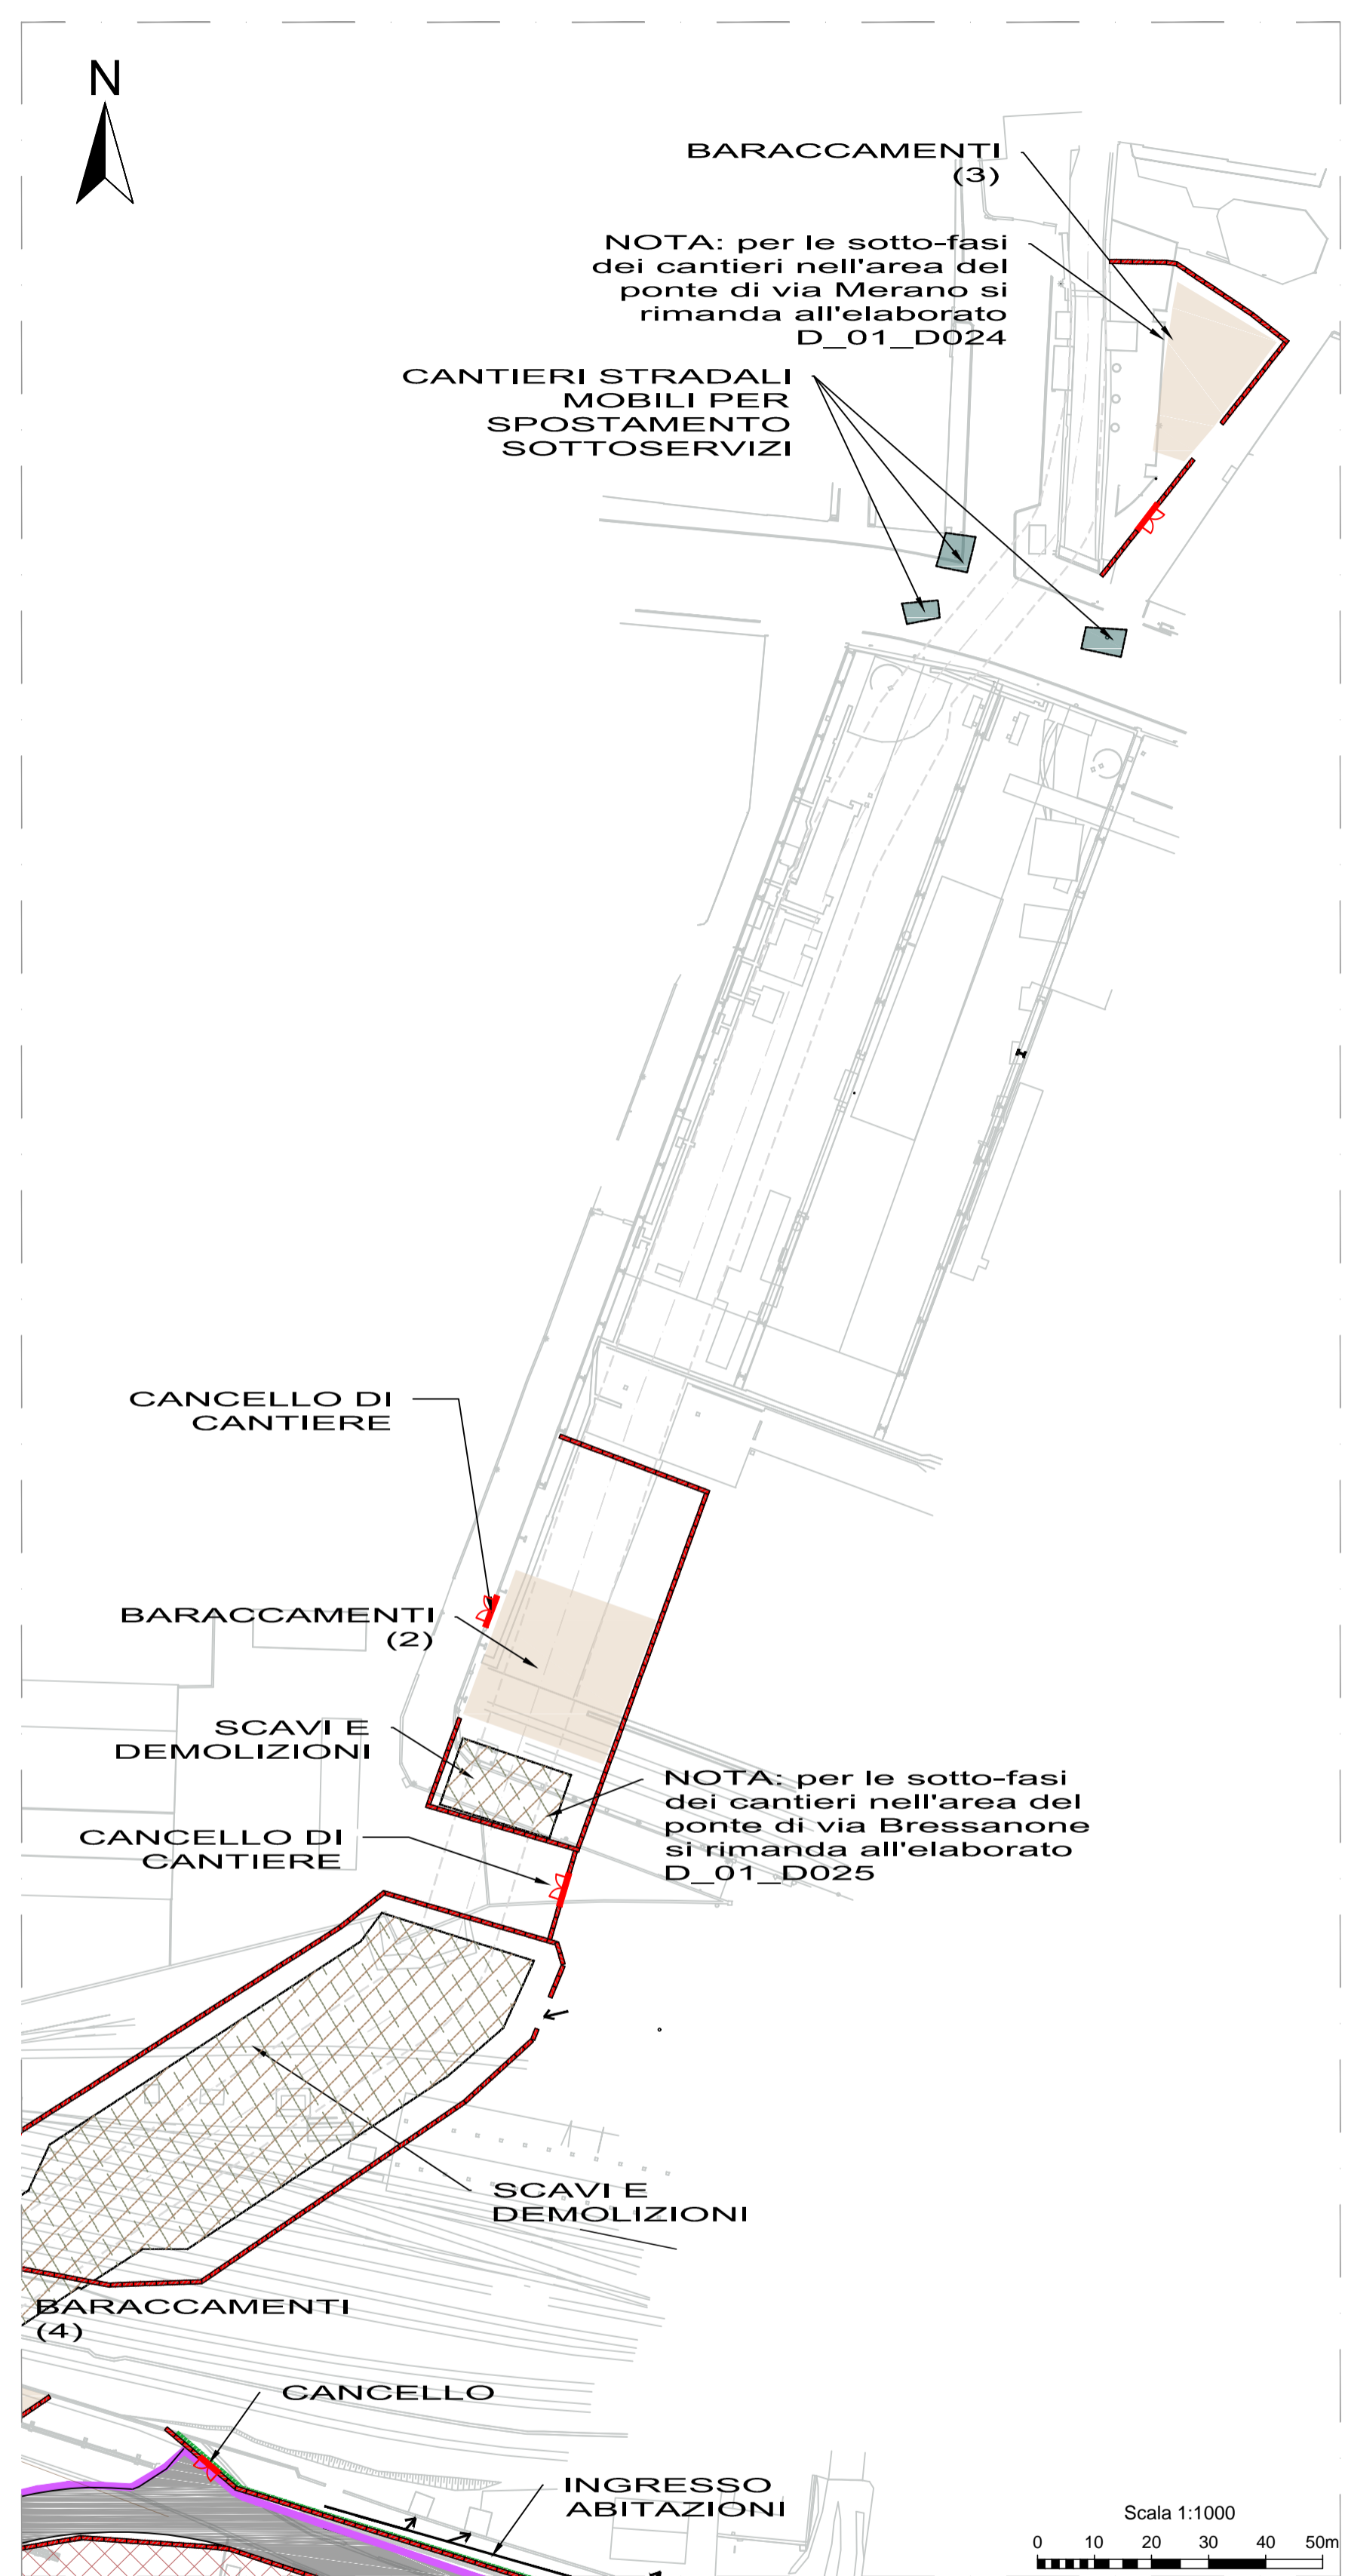 N
BARACCAMENTI
(3)
NOTA: per le sotto-fasi
dei cantieri nell'area del
ponte di via Merano si
rimanda all'elaborato
D_01_D024
CANTIERI STRADALI
MOBILI PER
SPOSTAMENTO
SOTTOSERVIZI
CANCELLO DI
CANTIERE
BARACCAMENTI
(2)
SCAVI E
DEMOLIZIONI
NOTA: per le sotto-fasi
dei cantieri nell'area del
ponte di via Bressanone
si rimanda all'elaborato
D_01_D025
CANCELLO DI
CANTIERE
SCAVI E
DEMOLIZIONI
BARACCAMENTI
(4)
CANCELLO
INGRESSO
ABITAZIONI
Scala 1:1000
0 10 20 30 40 50m